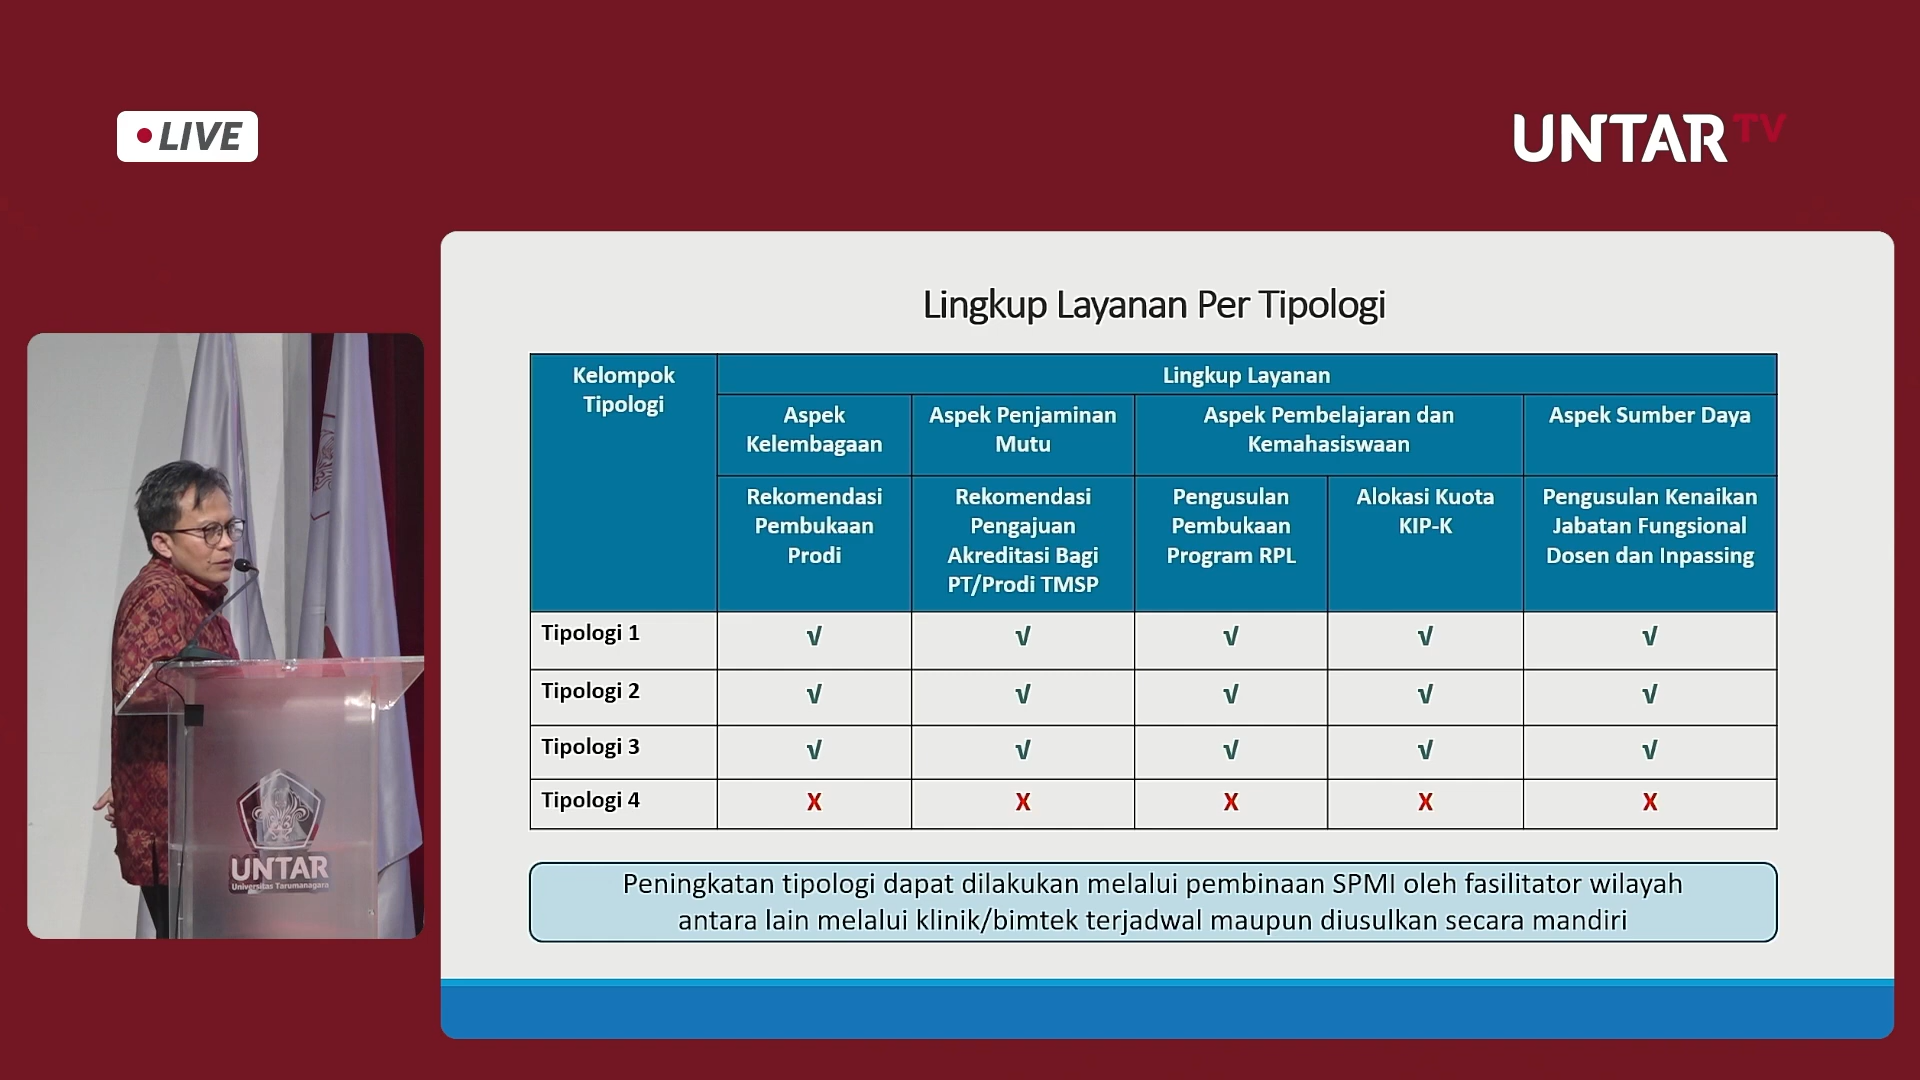 LIVE
UNTAR TV
Lingkup Layanan Per Tipologi
Kelompok
Tipologi
Lingkup Layanan
Aspek
Kelembagaan
Aspek Penjaminan
Mutu
Aspek Pembelajaran dan
Kemahasiswaan
Aspek Sumber Daya
Rekomendasi
Pembukaan
Prodi
Rekomendasi
Pengajuan
Akreditasi Bagi
PT/Prodi TMSP
Pengusulan
Pembukaan
Program RPL
Alokasi Kuota
KIP-K
Pengusulan Kenaikan
Jabatan Fungsional
Dosen dan Inpassing
Tipologi 1 √ √ √ √ √
Tipologi 2 √ √ √ √ √
Tipologi 3 √ √ √ √ √
Tipologi 4 X X X X X
Peningkatan tipologi dapat dilakukan melalui pembinaan SPMI oleh fasilitator wilayah
antara lain melalui klinik/bimtek terjadwal maupun diusulkan secara mandiri
UNTAR
Universitas Tarumanagara